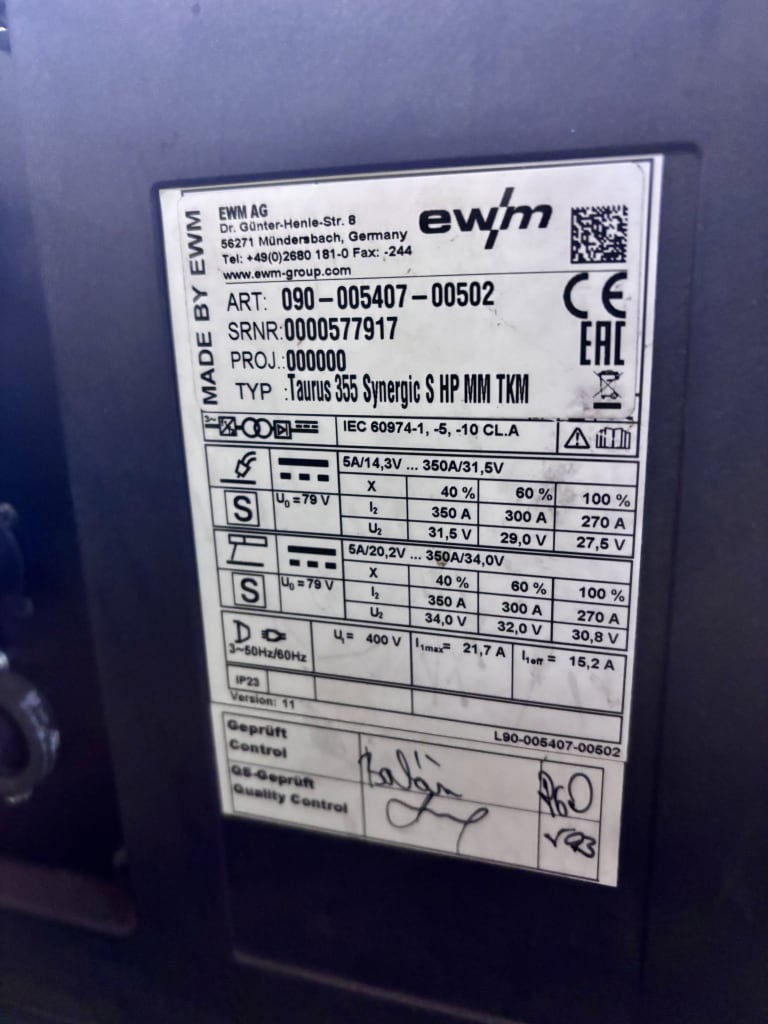 MADE BY EWM
EWM AG
Dr. Günter-Henle-Str. 8
56271 Mündersbach, Germany
Tel: +49(0)2680 181-0 Fax: -244
www.ewm-group.com
ewm
CE
EAC
ART: 090-005407-00502
SRNR:0000577917
PROJ.:000000
TYP :Taurus 355 Synergic S HP MM TKM
3~
IEC 60974-1, -5, -10 CL.A
5A/14,3V ... 350A/31,5V
S U0 = 79 V
X 40 % 60 % 100 %
I2 350 A 300 A 270 A
U2 31,5 V 29,0 V 27,5 V
5A/20,2V ... 350A/34,0V
S U0 = 79 V
X 40 % 60 % 100 %
I2 350 A 300 A 270 A
U2 34,0 V 32,0 V 30,8 V
3~50Hz/60Hz U1= 400 V I1max= 21,7 A I1eff = 15,2 A
IP23
Version: 11
L90-005407-00502
Geprüft
Control
QS-Geprüft
Quality Control